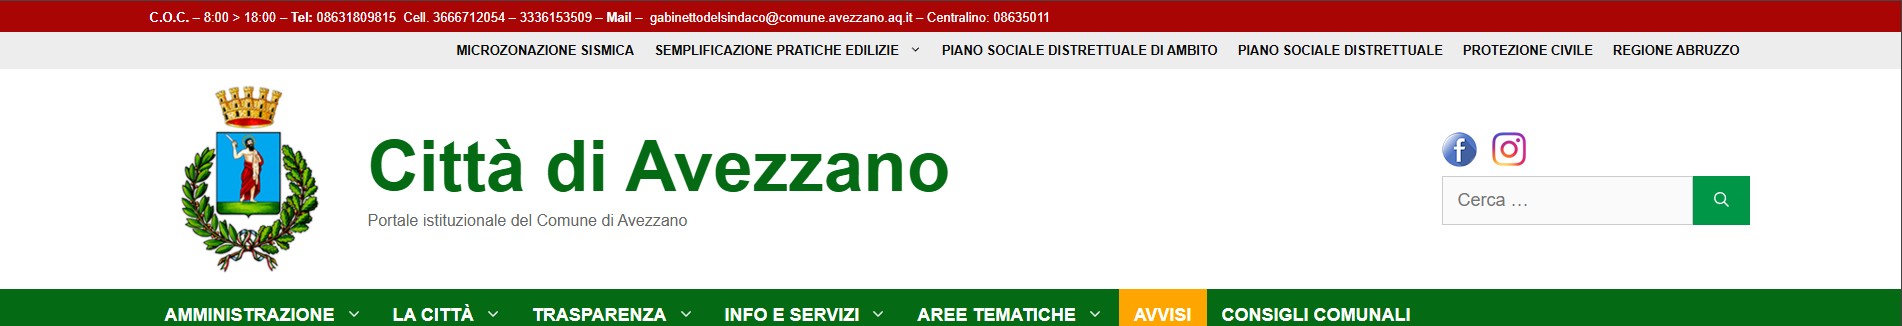 C.O.C. – 8:00 > 18:00 – Tel: 08631809815 Cell. 3666712054 – 3336153509 – Mail – gabinettodelsindaco@comune.avezzano.aq.it – Centralino: 08635011
MICROZONAZIONE SISMICA SEMPLIFICAZIONE PRATICHE EDILIZIE PIANO SOCIALE DISTRETTUALE DI AMBITO PIANO SOCIALE DISTRETTUALE PROTEZIONE CIVILE REGIONE ABRUZZO
Città di Avezzano
Portale istituzionale del Comune di Avezzano
Cerca …
AMMINISTRAZIONE LA CITTÀ TRASPARENZA INFO E SERVIZI AREE TEMATICHE AVVISI CONSIGLI COMUNALI